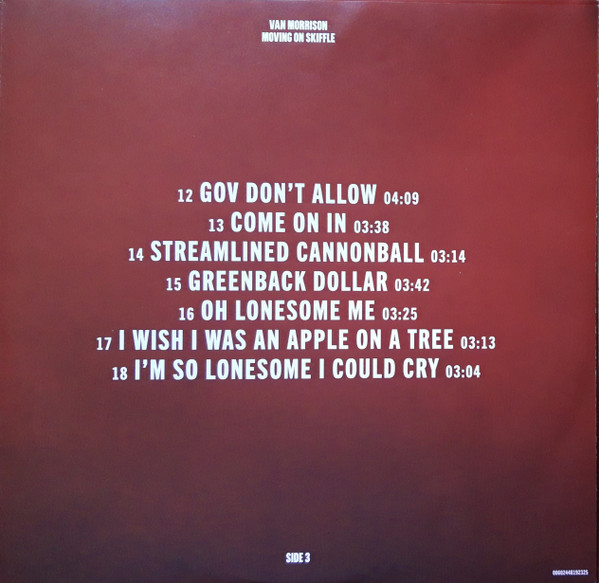 VAN MORRISON
MOVING ON SKIFFLE
12 GOV DON'T ALLOW 04:09
13 COME ON IN 03:38
14 STREAMLINED CANNONBALL 03:14
15 GREENBACK DOLLAR 03:42
16 OH LONESOME ME 03:25
17 I WISH I WAS AN APPLE ON A TREE 03:13
18 I'M SO LONESOME I COULD CRY 03:04
SIDE 3
00602448192325